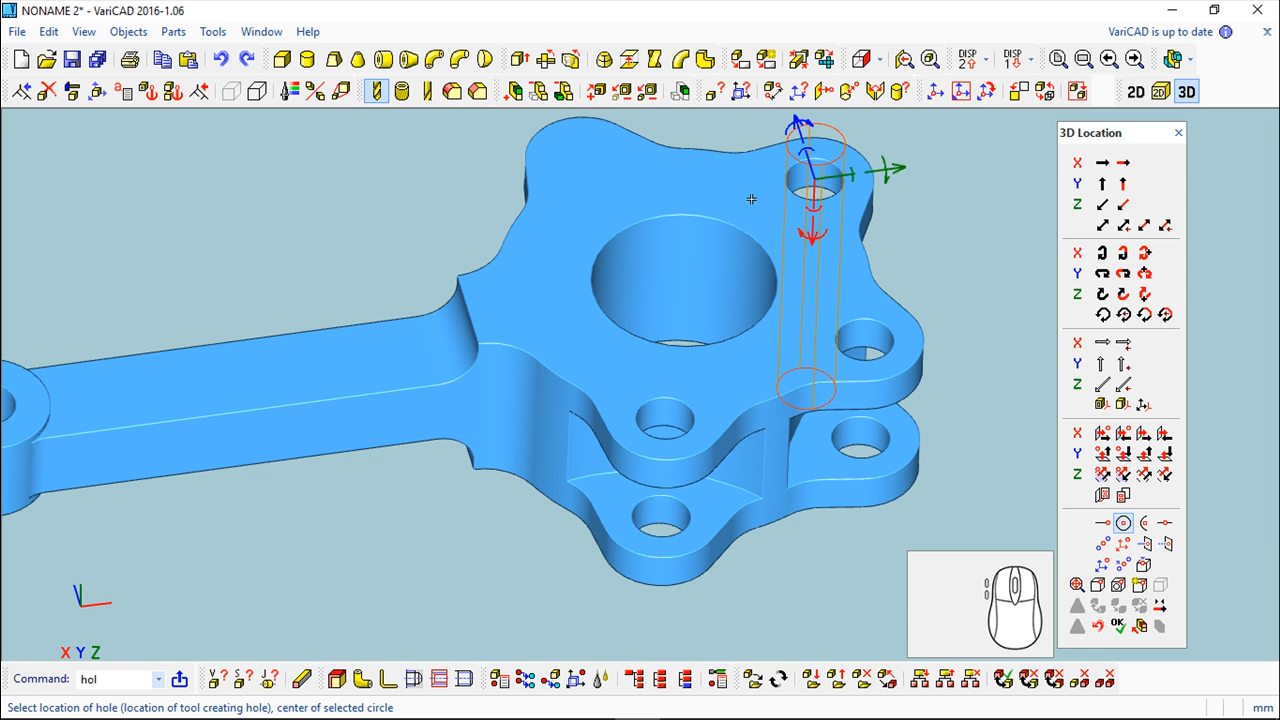 NONAME 2* - VariCAD 2016-1.06
File Edit View Objects Parts Tools Window Help
VariCAD is up to date
DISP 2 DISP 1
2D 2D 3D
3D Location
X
Y
Z
X
Y
Z
X
Y
Z
X
Y
Z
OK
X Y Z
Command: hol
Select location of hole (location of tool creating hole), center of selected circle
mm